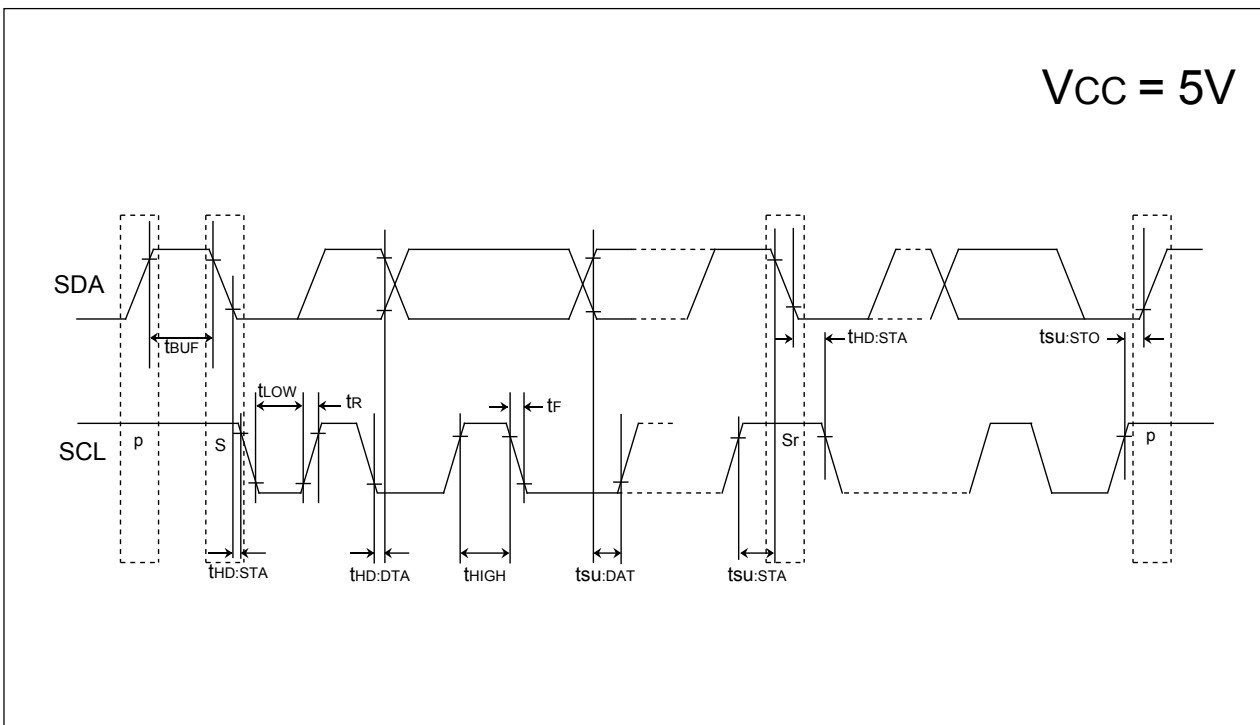 VCC = 5V
SDA
tBUF
tHD:STA
tsu:STO
tLOW
tR
tF
SCL
p
S
Sr
p
tHD:STA
tHD:DTA
tHIGH
tsu:DAT
tsu:STA